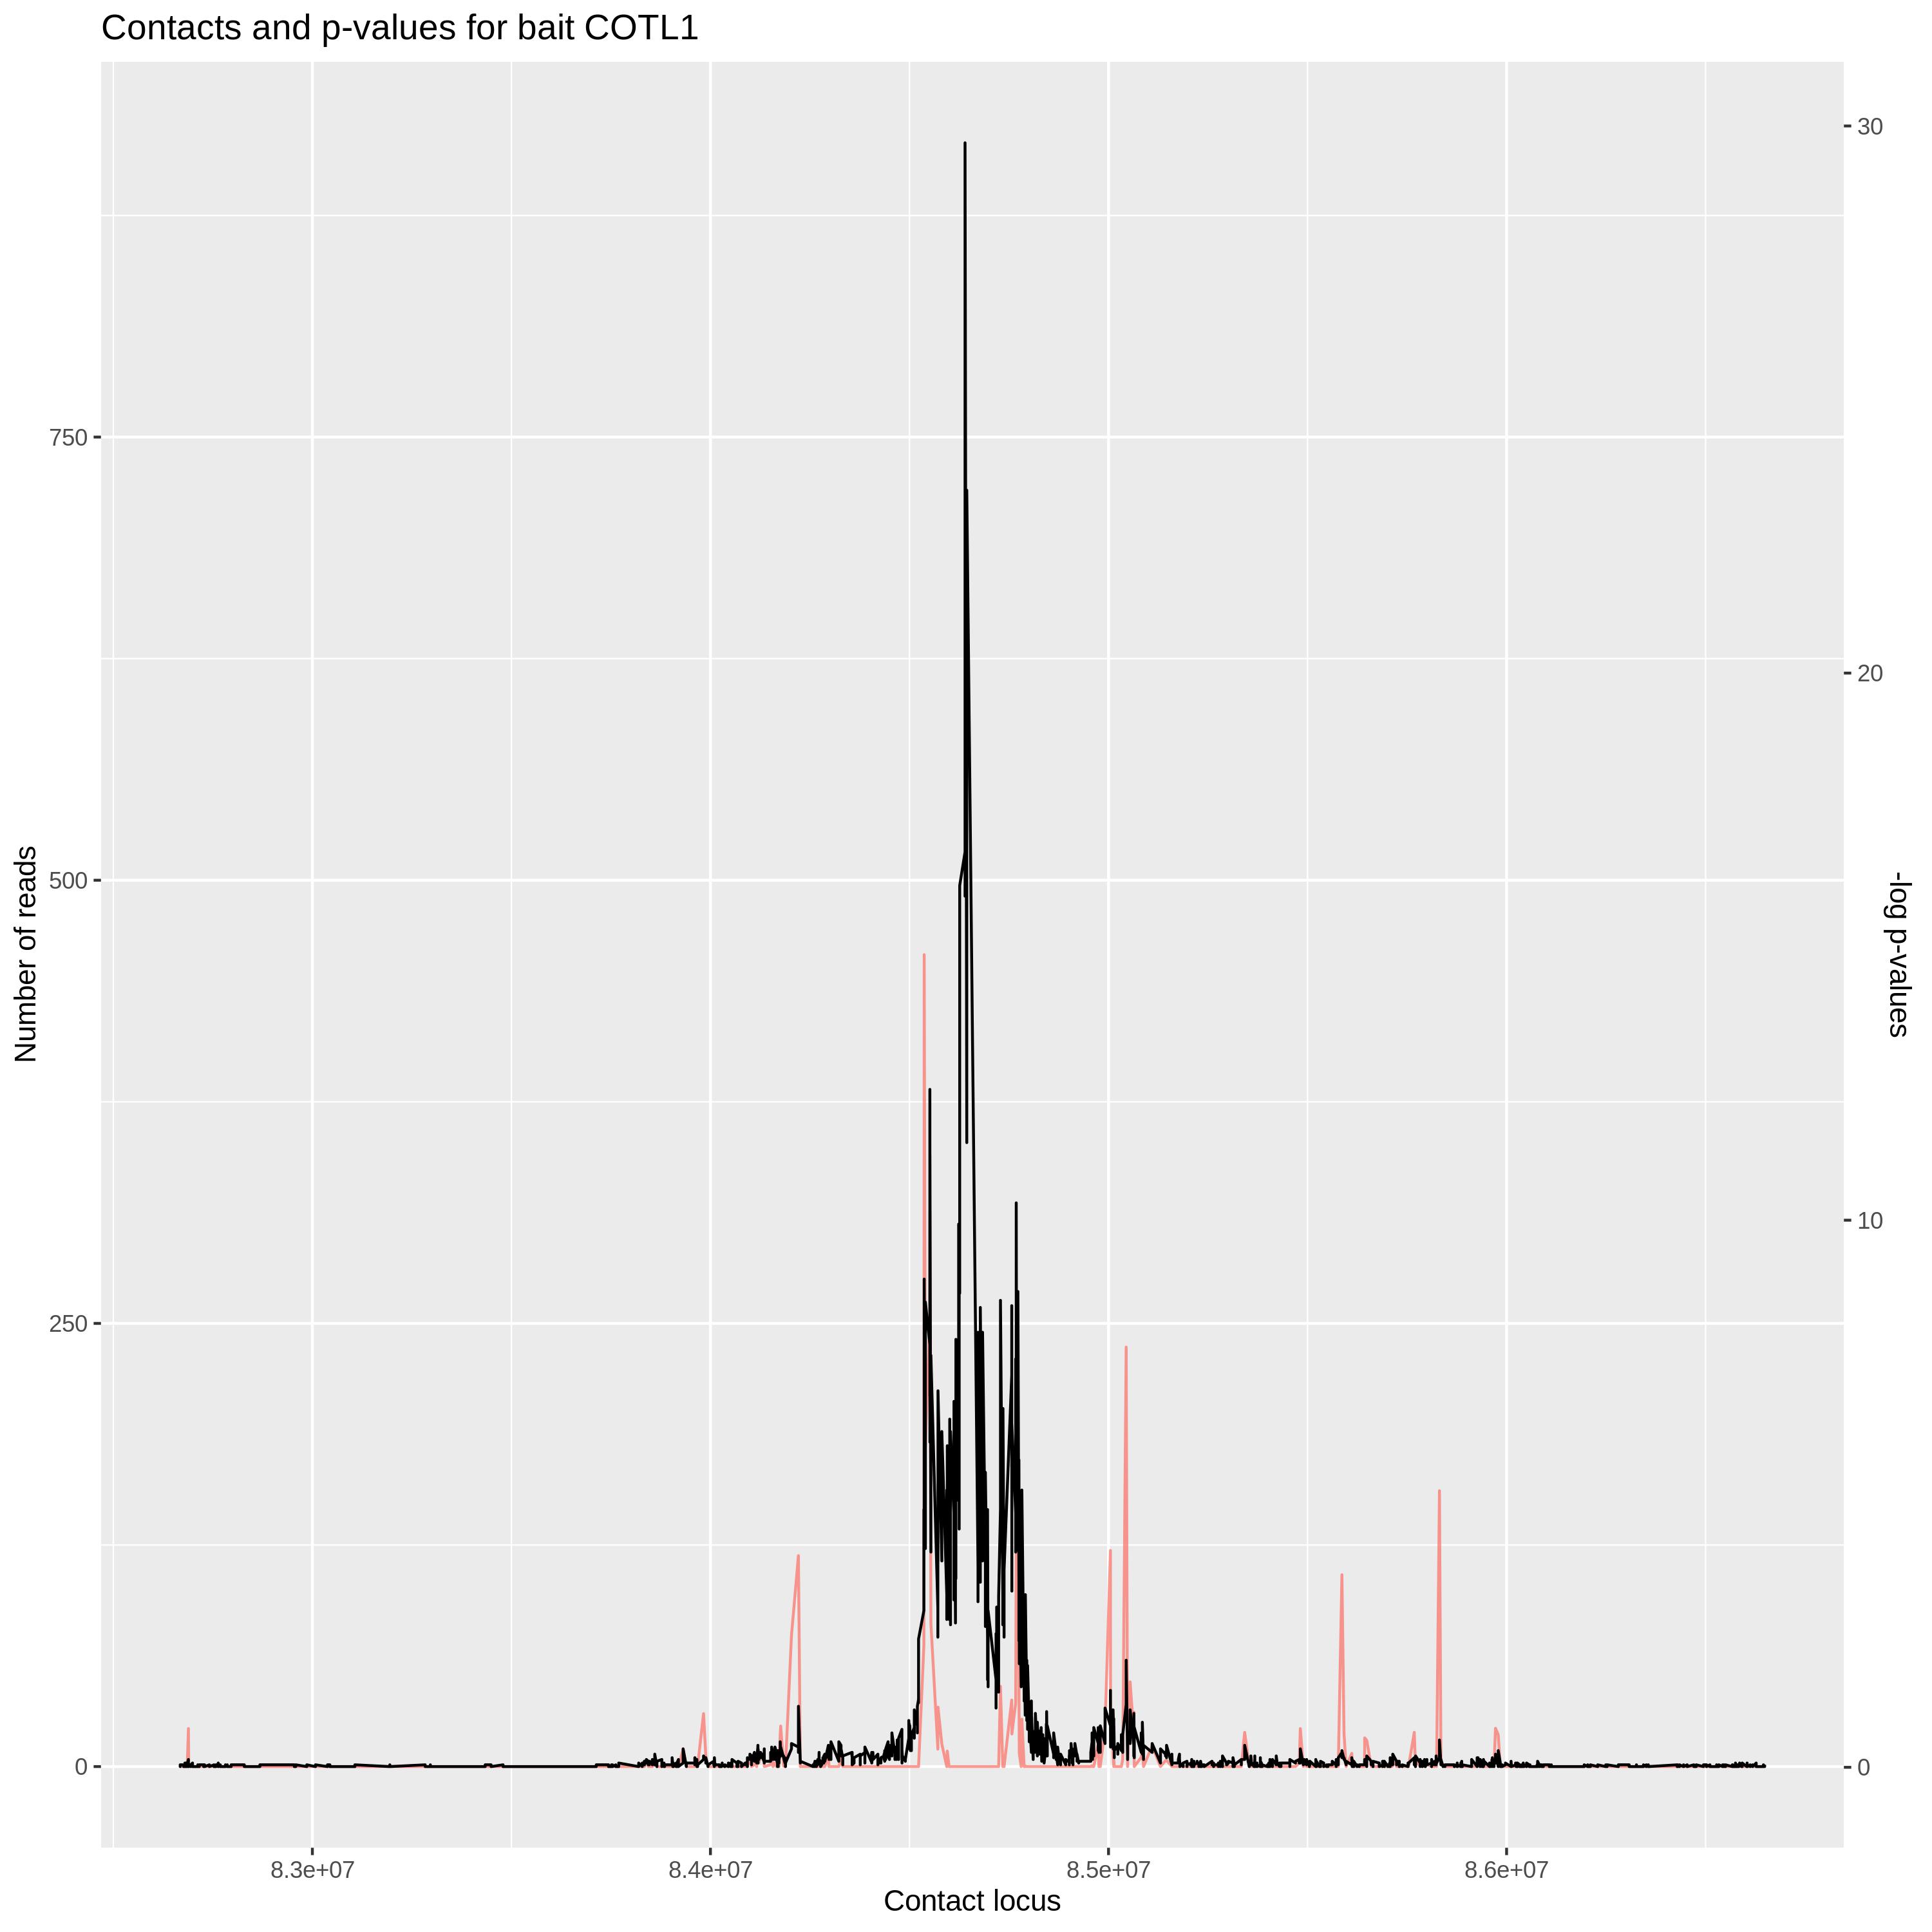 Contacts and p-values for bait COTL1
30
750
20
500
Number of reads
-log p-values
10
250
0
0
8.3e+07
8.4e+07
8.5e+07
8.6e+07
Contact locus